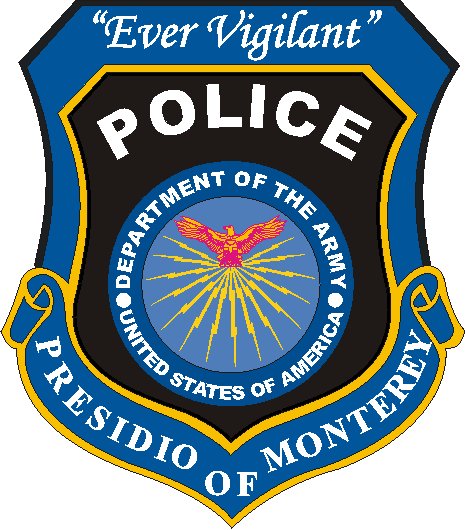 “Ever Vigilant”
POLICE
DEPARTMENT OF THE ARMY
UNITED STATES OF AMERICA
PRESIDIO OF MONTEREY